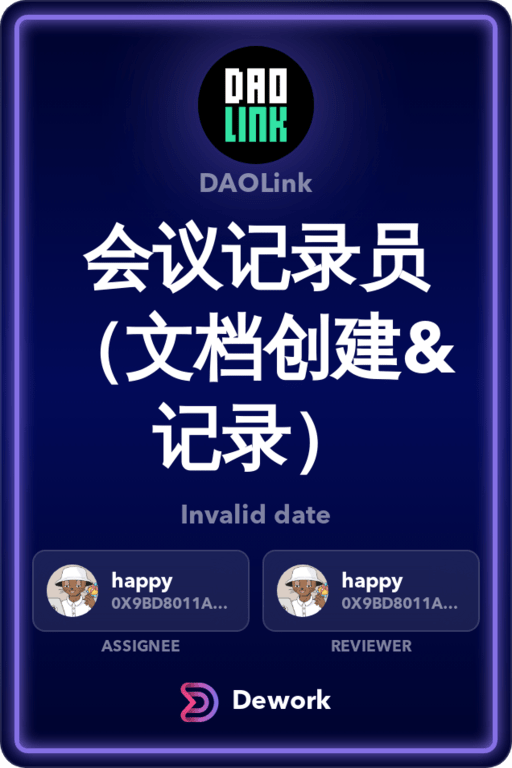 DAO
LINK
DAOLink
会议记录员
（文档创建&
记录）
Invalid date
happy
0X9BD8011A...
happy
0X9BD8011A...
ASSIGNEE
REVIEWER
Dework